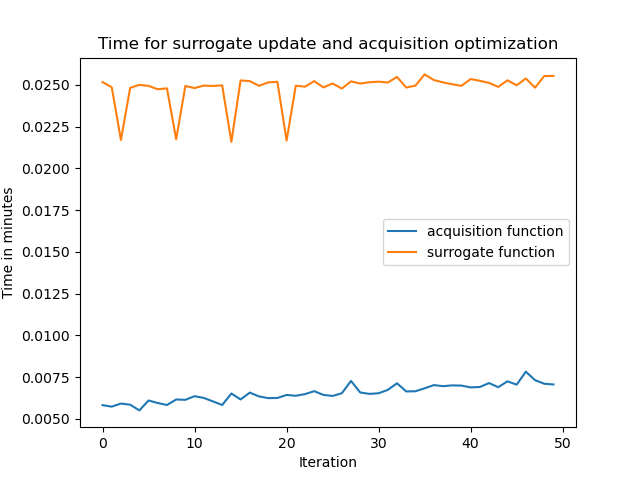 Time for surrogate update and acquisition optimization
0.0250
0.0225
0.0200
0.0175
0.0150
0.0125
0.0100
0.0075
0.0050
Time in minutes
acquisition function
surrogate function
0 10 20 30 40 50
Iteration